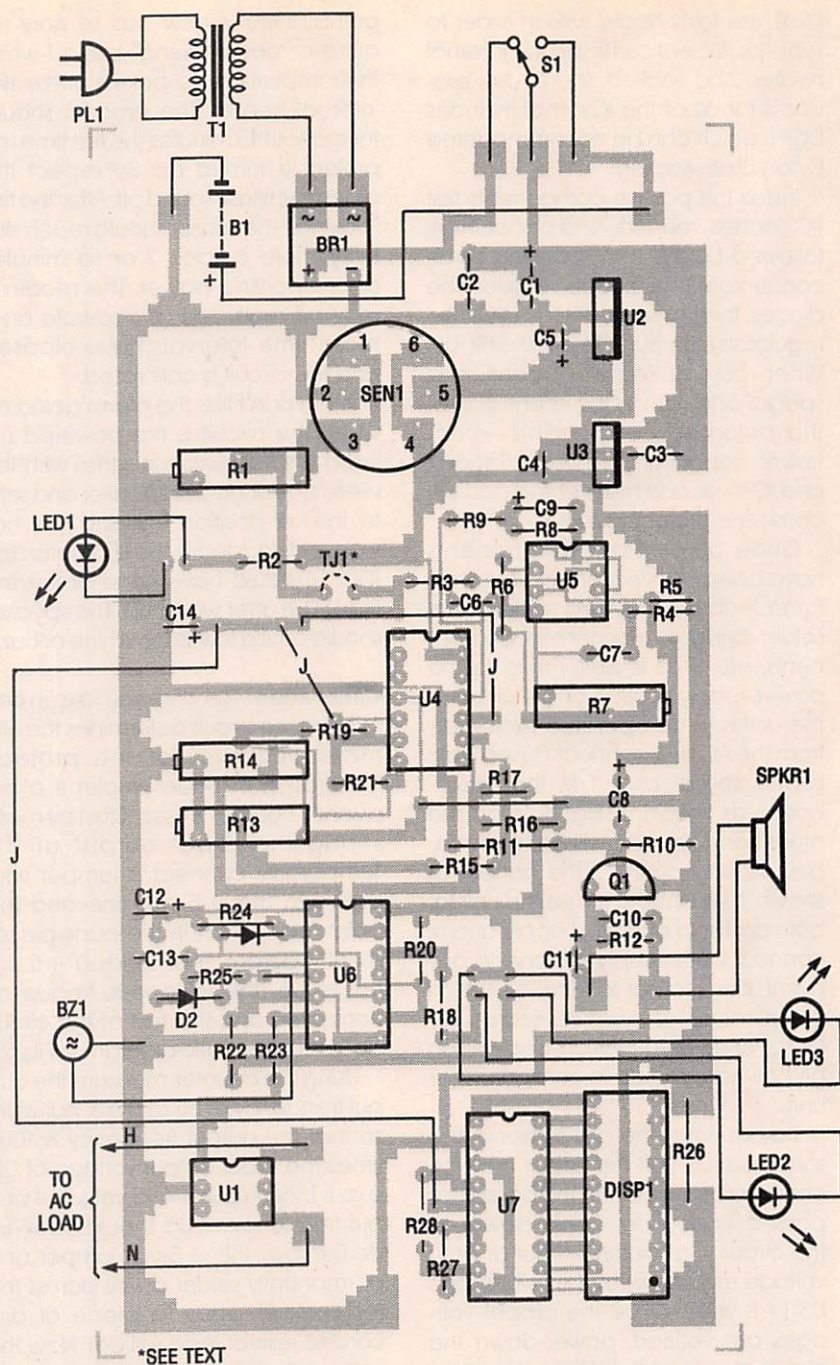 PL1
T1
S1
B1
+
~ ~
BR1
+
C2
+
C1
U2
C5
+
1 6
2 SEN1 5
3 4
R1
U3
C4
C3
LED1
R2
TJ1*
R9
+
C9
R8
R3
R6
U5
R5
R4
C14
+
C6
J
U4
J
C7
R7
R19
R14
R21
R17
+
C8
SPKR1
R13
R16
R11
R10
J
R15
Q1
C12
+
R24
C10
R12
C13
U6
R20
C11
+
R25
BZ1
~
D2
R18
LED3
R22
R23
H
TO
AC
LOAD
U1
R26
U7
DISP1
LED2
R28
N
R27
*SEE TEXT